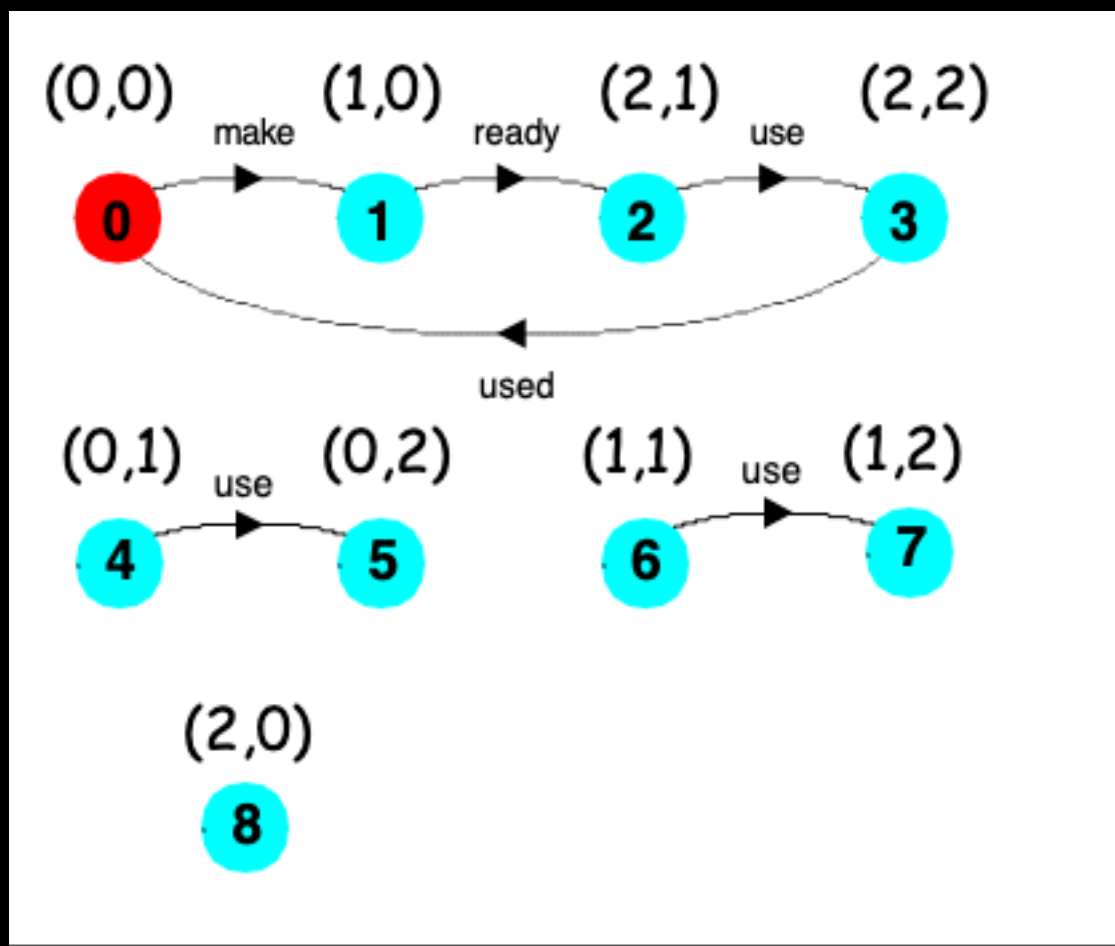 (0,0) (1,0) (2,1) (2,2)
make ready use
0 1 2 3
used
(0,1) (0,2) (1,1) (1,2)
use use
4 5 6 7
(2,0)
8